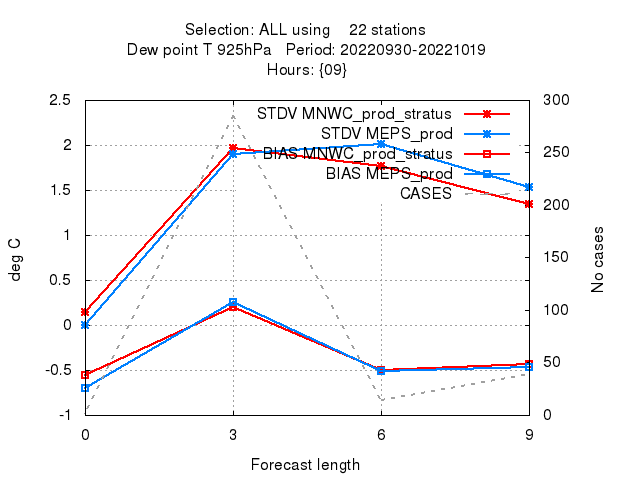 Selection: ALL using    22 stations
Dew point T 925hPa   Period: 20220930-20221019
Hours: {09}
2.5
2
1.5
1
0.5
0
-0.5
-1
300
250
200
150
100
50
0
STDV MNWC_prod_stratus
STDV MEPS_prod
BIAS MNWC_prod_stratus
BIAS MEPS_prod
CASES
deg C
No cases
0 3 6 9
Forecast length